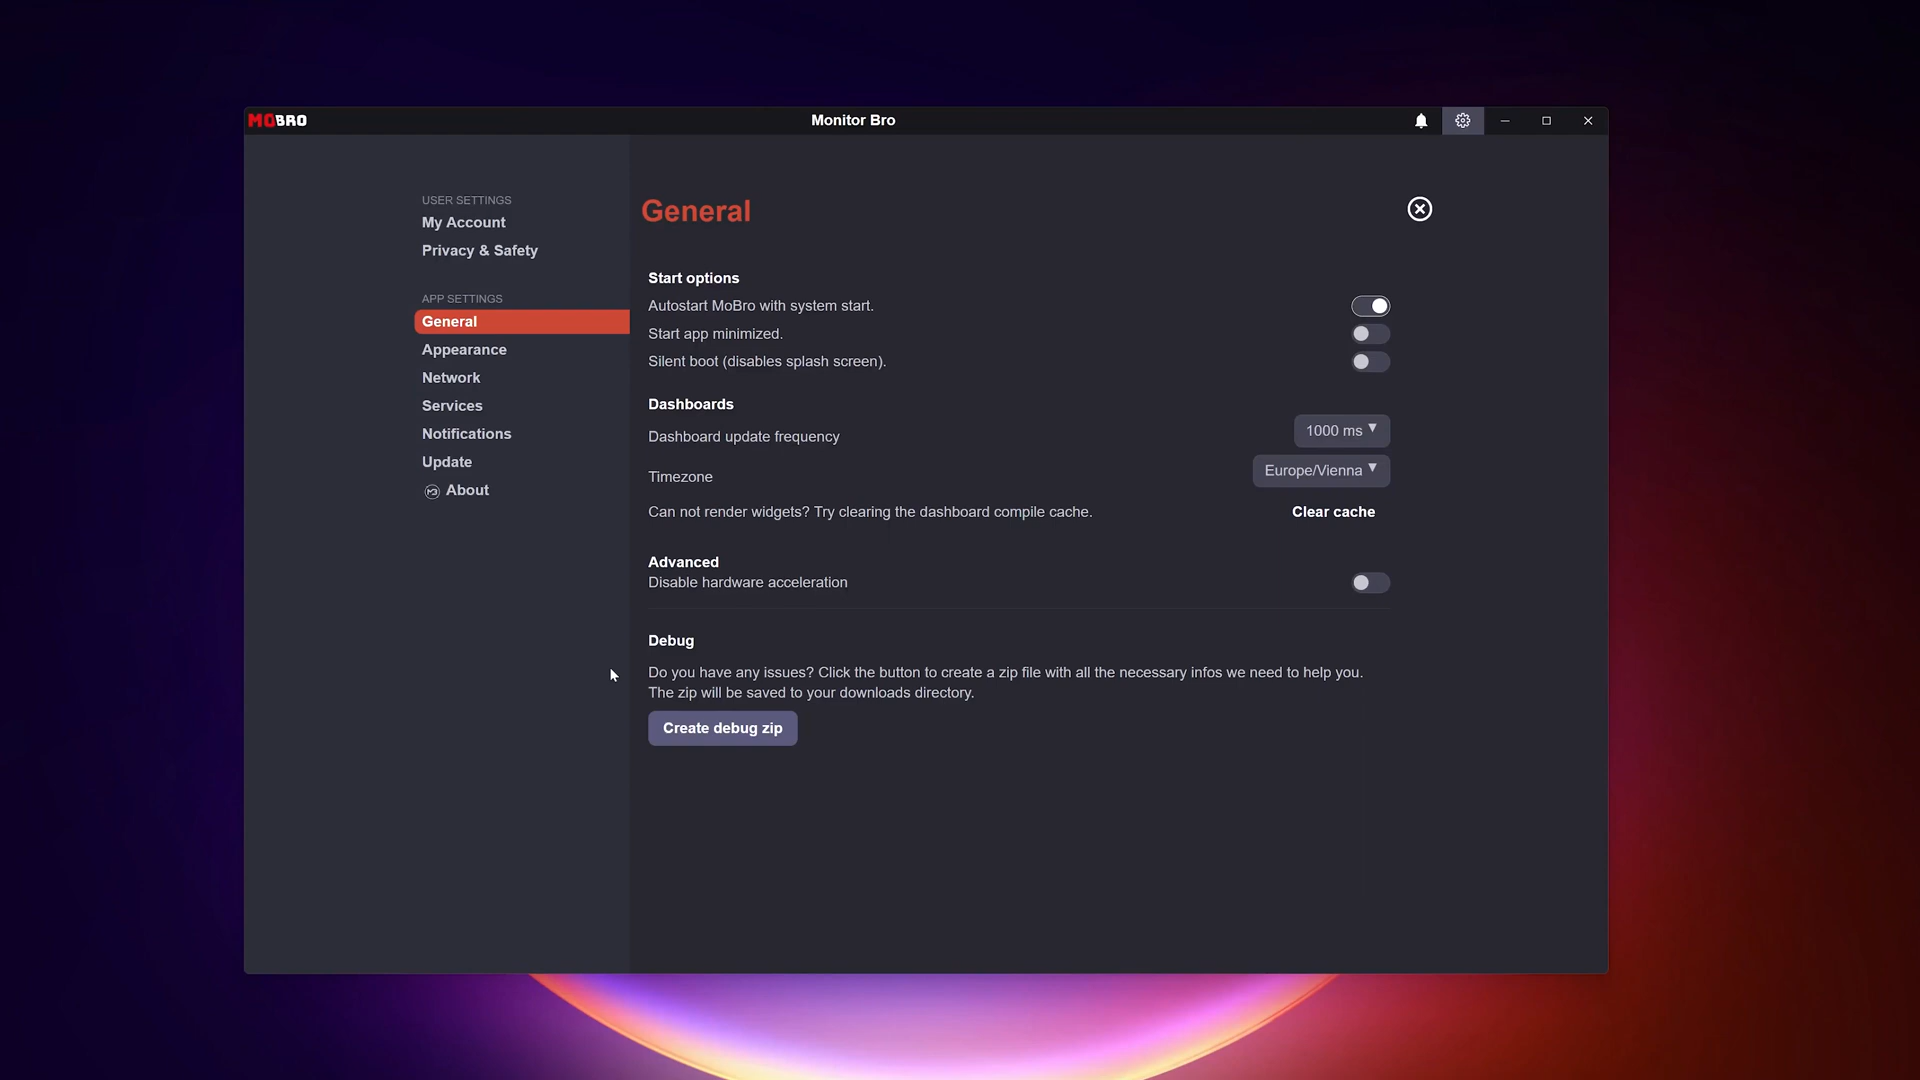 MOBRO
Monitor Bro
USER SETTINGS
My Account
Privacy & Safety
APP SETTINGS
General
Appearance
Network
Services
Notifications
Update
About
General
Start options
Autostart MoBro with system start.
Start app minimized.
Silent boot (disables splash screen).
Dashboards
Dashboard update frequency
1000 ms
Timezone
Europe/Vienna
Can not render widgets? Try clearing the dashboard compile cache.
Clear cache
Advanced
Disable hardware acceleration
Debug
Do you have any issues? Click the button to create a zip file with all the necessary infos we need to help you.
The zip will be saved to your downloads directory.
Create debug zip